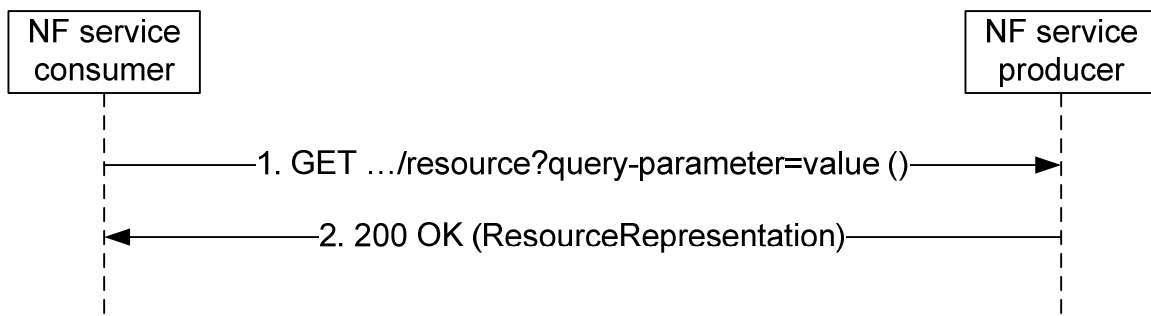 NF service
consumer
NF service
producer
1. GET …/resource?query-parameter=value ()
2. 200 OK (ResourceRepresentation)